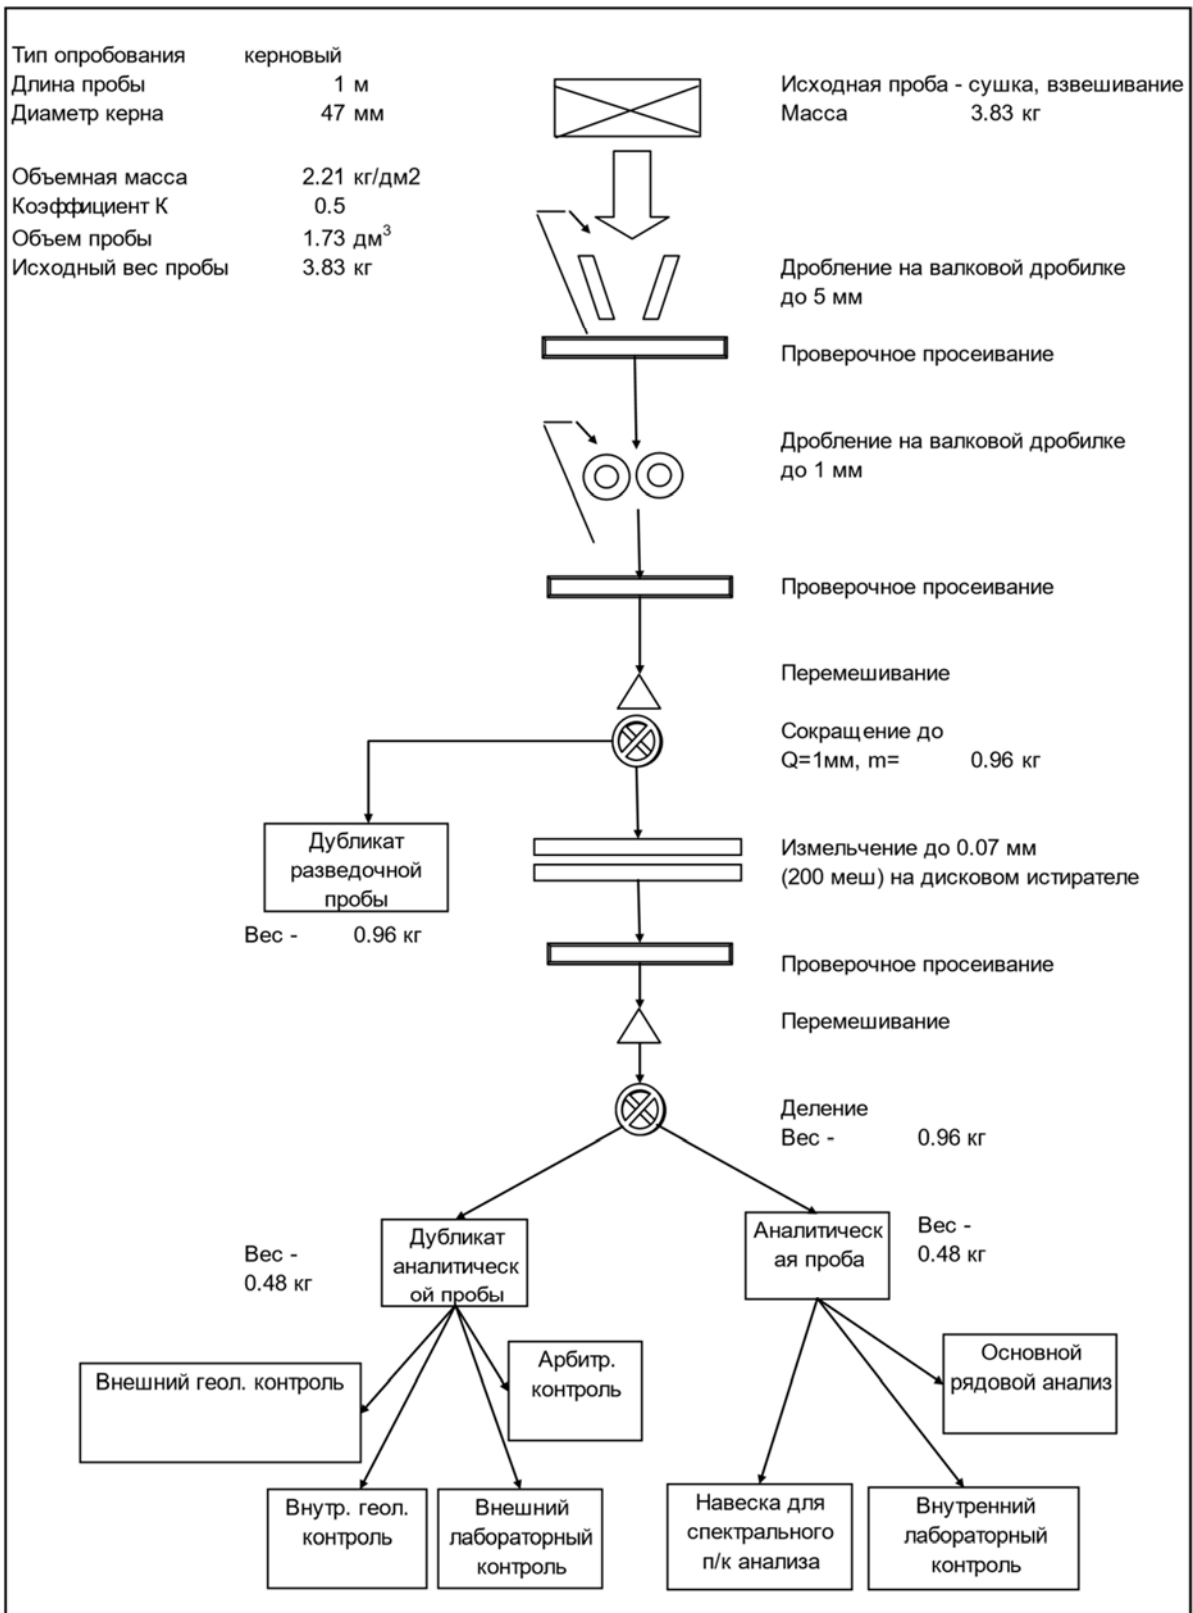 Тип опробования керновый
Длина пробы 1 м
Диаметр керна 47 мм
Исходная проба - сушка, взвешивание
Масса 3.83 кг
Объемная масса 2.21 кг/дм2
Коэффициент К 0.5
Объем пробы 1.73 дм³
Исходный вес пробы 3.83 кг
Дробление на валковой дробилке
до 5 мм
Проверочное просеивание
Дробление на валковой дробилке
до 1 мм
Проверочное просеивание
Перемешивание
Сокращение до
Q=1мм, m= 0.96 кг
Дубликат
разведочной
пробы
Вес - 0.96 кг
Измельчение до 0.07 мм
(200 меш) на дисковом истирателе
Проверочное просеивание
Перемешивание
Деление
Вес - 0.96 кг
Вес -
0.48 кг
Дубликат
аналитическ
ой пробы
Аналитическ
ая проба
Вес -
0.48 кг
Внешний геол. контроль
Арбитр.
контроль
Основной
рядовой анализ
Внутр. геол.
контроль
Внешний
лабораторный
контроль
Навеска для
спектрального
п/к анализа
Внутренний
лабораторный
контроль